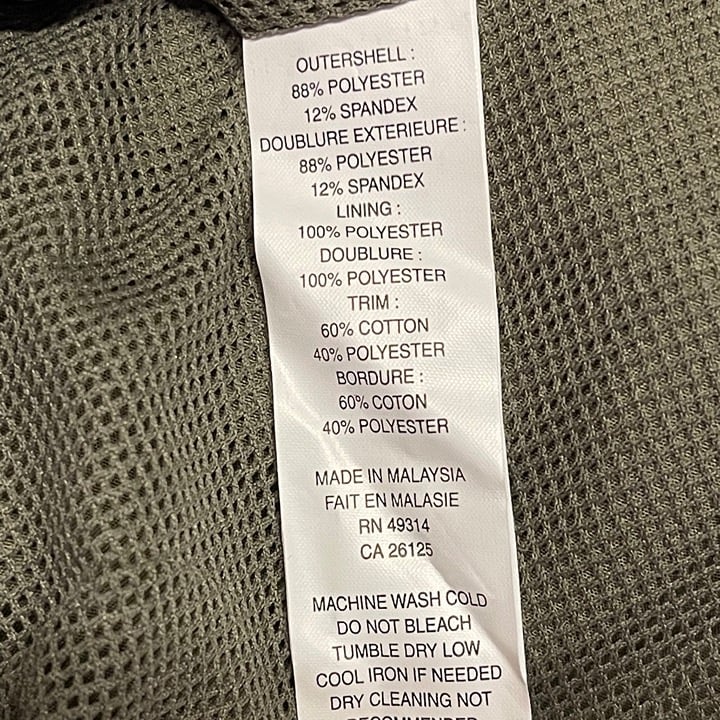 OUTERSHELL :
88% POLYESTER
12% SPANDEX
DOUBLURE EXTERIEURE :
88% POLYESTER
12% SPANDEX
LINING :
100% POLYESTER
DOUBLURE :
100% POLYESTER
TRIM :
60% COTTON
40% POLYESTER
BORDURE :
60% COTON
40% POLYESTER
MADE IN MALAYSIA
FAIT EN MALASIE
RN 49314
CA 26125
MACHINE WASH COLD
DO NOT BLEACH
TUMBLE DRY LOW
COOL IRON IF NEEDED
DRY CLEANING NOT
RECOMMENDED